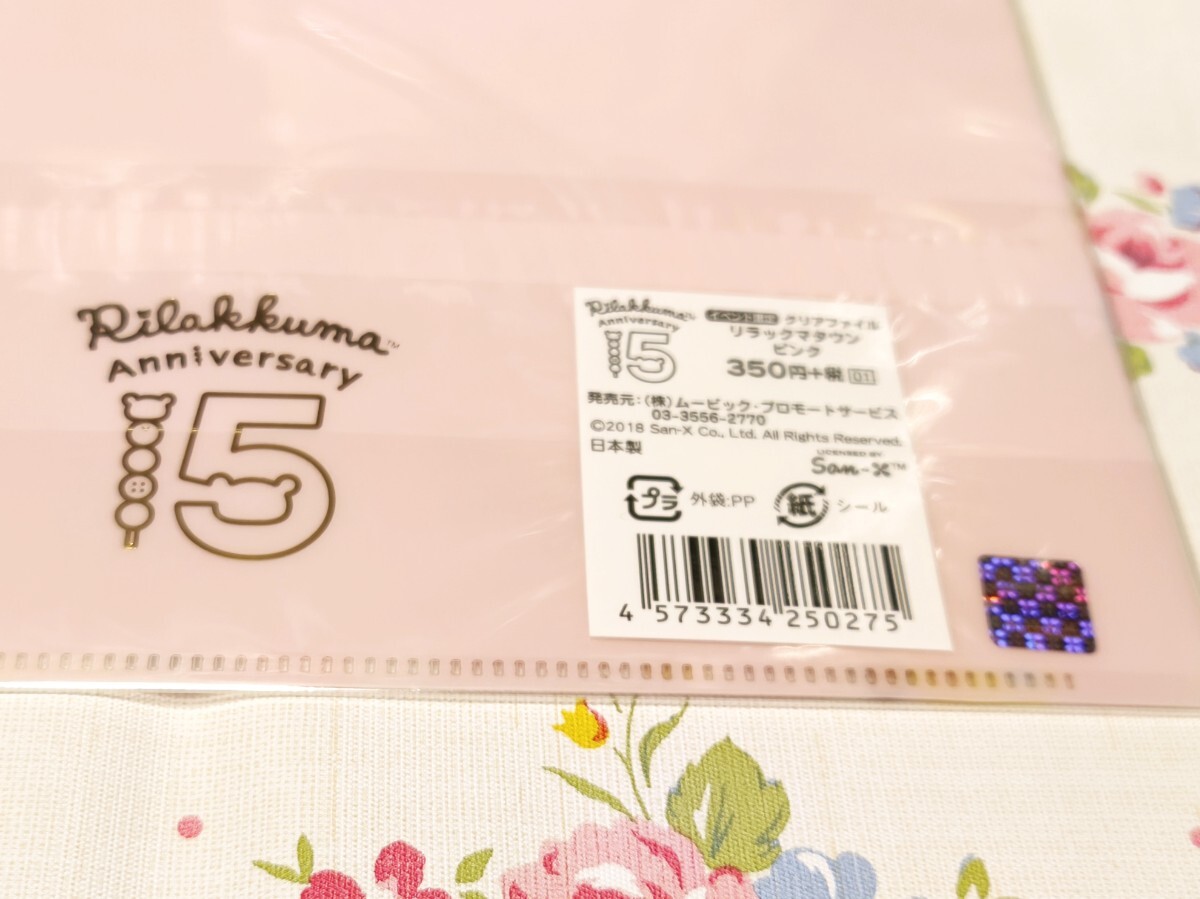 Rilakkuma™
Anniversary
15
Rilakkuma™
Anniversary
15
イベント限定 クリアファイル
リラックマタウン
ピンク
350円+税 01
発売元:(株)ムービック・プロモートサービス
03-3556-2770
©2018 San-X Co., Ltd. All Rights Reserved.
日本製
LICENSED BY
San-X™
プラ 外袋:PP 紙 シール
4 573334 250275